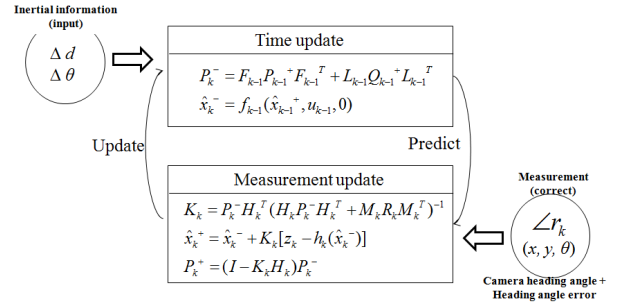 Inertial information
(input)
Δ d
Δ θ
Time update
P_k^- = F_{k-1} P_{k-1}^+ F_{k-1}^T + L_{k-1} Q_{k-1}^+ L_{k-1}^T
x̂_k^- = f_{k-1}(x̂_{k-1}^+, u_{k-1}, 0)
Update
Predict
Measurement update
K_k = P_k^- H_k^T (H_k P_k^- H_k^T + M_k R_k M_k^T)^{-1}
x̂_k^+ = x̂_k^- + K_k[z_k − h_k(x̂_k^-)]
P_k^+ = (I − K_k H_k)P_k^-
Measurement
(correct)
∠r_k
(x, y, θ)
Camera heading angle +
Heading angle error